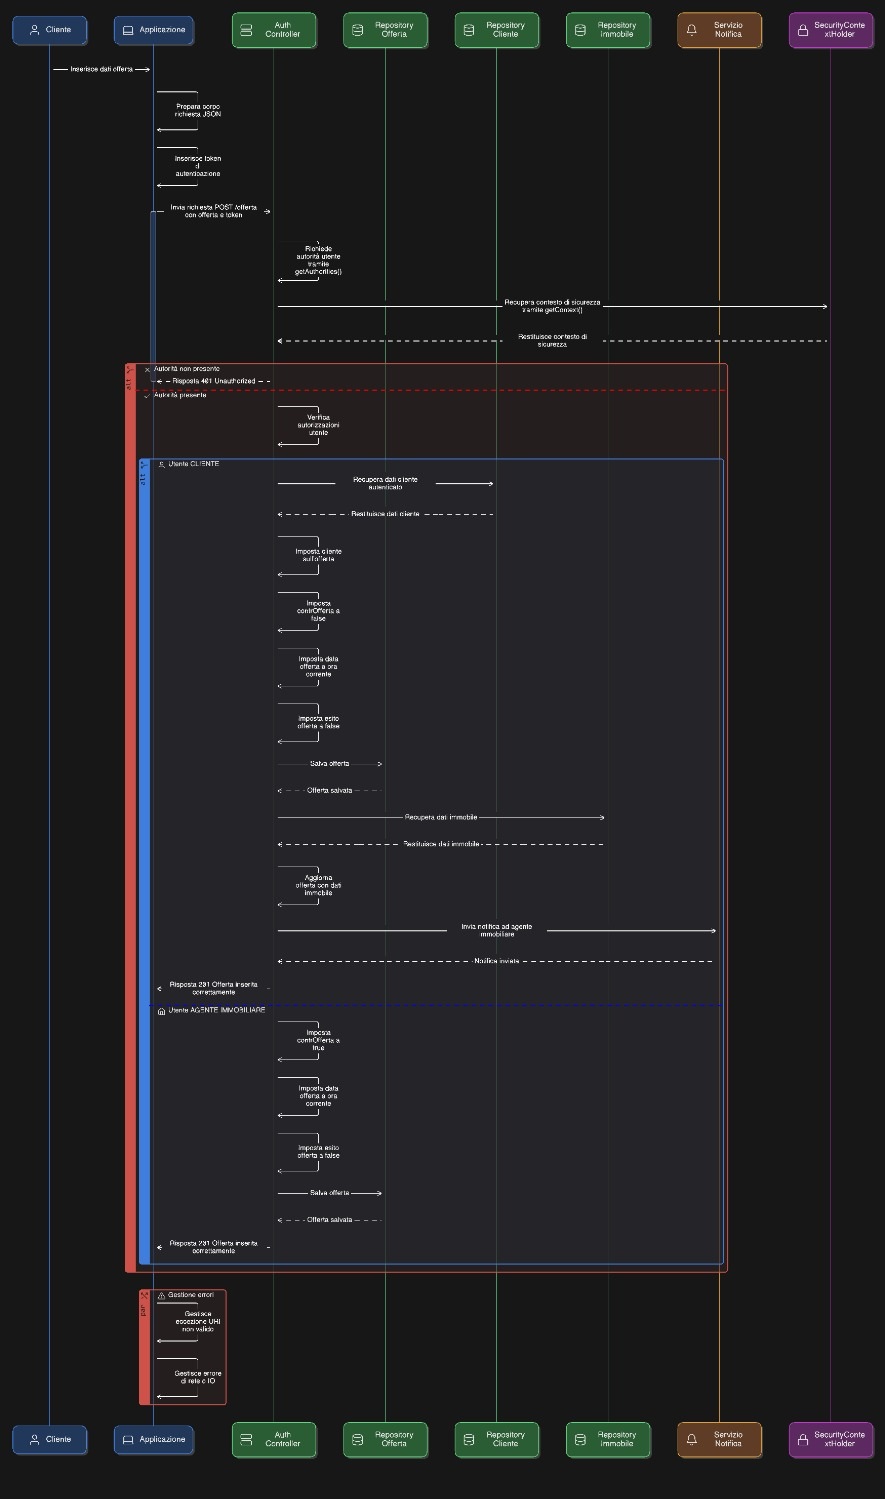 Cliente
Applicazione
Auth
Controller
Repository
Offerta
Repository
Cliente
Repository
immobile
Servizio
Notifica
SecurityConte
xtHolder
Inserisce dati offerta
Prepara corpo
richiesta JSON
Inserisce token
di
autenticazione
Invia richiesta POST /offerta
con offerta e token
Richiede
autorità utente
tramite
getAuthorities()
Recupera contesto di sicurezza
tramite getContext()
Restituisce contesto di
sicurezza
alt
Autorità non presente
Risposta 401 Unauthorized
Autorità presente
Verifica
autorizzazioni
utente
alt
Utente CLIENTE
Recupera dati cliente
autenticato
Restituisce dati cliente
Imposta cliente
sull'offerta
Imposta
controfferta a
false
Imposta data
offerta a ora
corrente
Imposta esito
offerta a false
Salva offerta
Offerta salvata
Recupera dati immobile
Restituisce dati immobile
Aggiorna
offerta con dati
immobile
Invia notifica ad agente
immobiliare
Notifica inviata
Risposta 201 Offerta inserita
correttamente
Utente AGENTE IMMOBILIARE
Imposta
controfferta a
true
Imposta data
offerta a ora
corrente
Imposta esito
offerta a false
Salva offerta
Offerta salvata
Risposta 201 Offerta inserita
correttamente
par
Gestione errori
Gestisce
eccezione URI
non valido
Gestisce errore
di rete o IO
Cliente
Applicazione
Auth
Controller
Repository
Offerta
Repository
Cliente
Repository
Immobile
Servizio
Notifica
SecurityConte
xtHolder